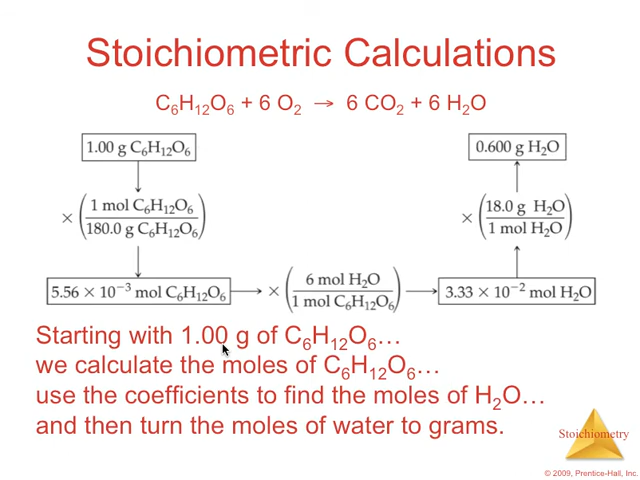 Stoichiometric Calculations
C₆H₁₂O₆ + 6 O₂ → 6 CO₂ + 6 H₂O
1.00 g C₆H₁₂O₆
0.600 g H₂O
× (1 mol C₆H₁₂O₆ / 180.0 g C₆H₁₂O₆)
× (18.0 g H₂O / 1 mol H₂O)
5.56 × 10⁻³ mol C₆H₁₂O₆ → × (6 mol H₂O / 1 mol C₆H₁₂O₆) → 3.33 × 10⁻² mol H₂O
Starting with 1.00 g of C₆H₁₂O₆…
we calculate the moles of C₆H₁₂O₆…
use the coefficients to find the moles of H₂O…
and then turn the moles of water to grams.
Stoichiometry
© 2009, Prentice-Hall, Inc.